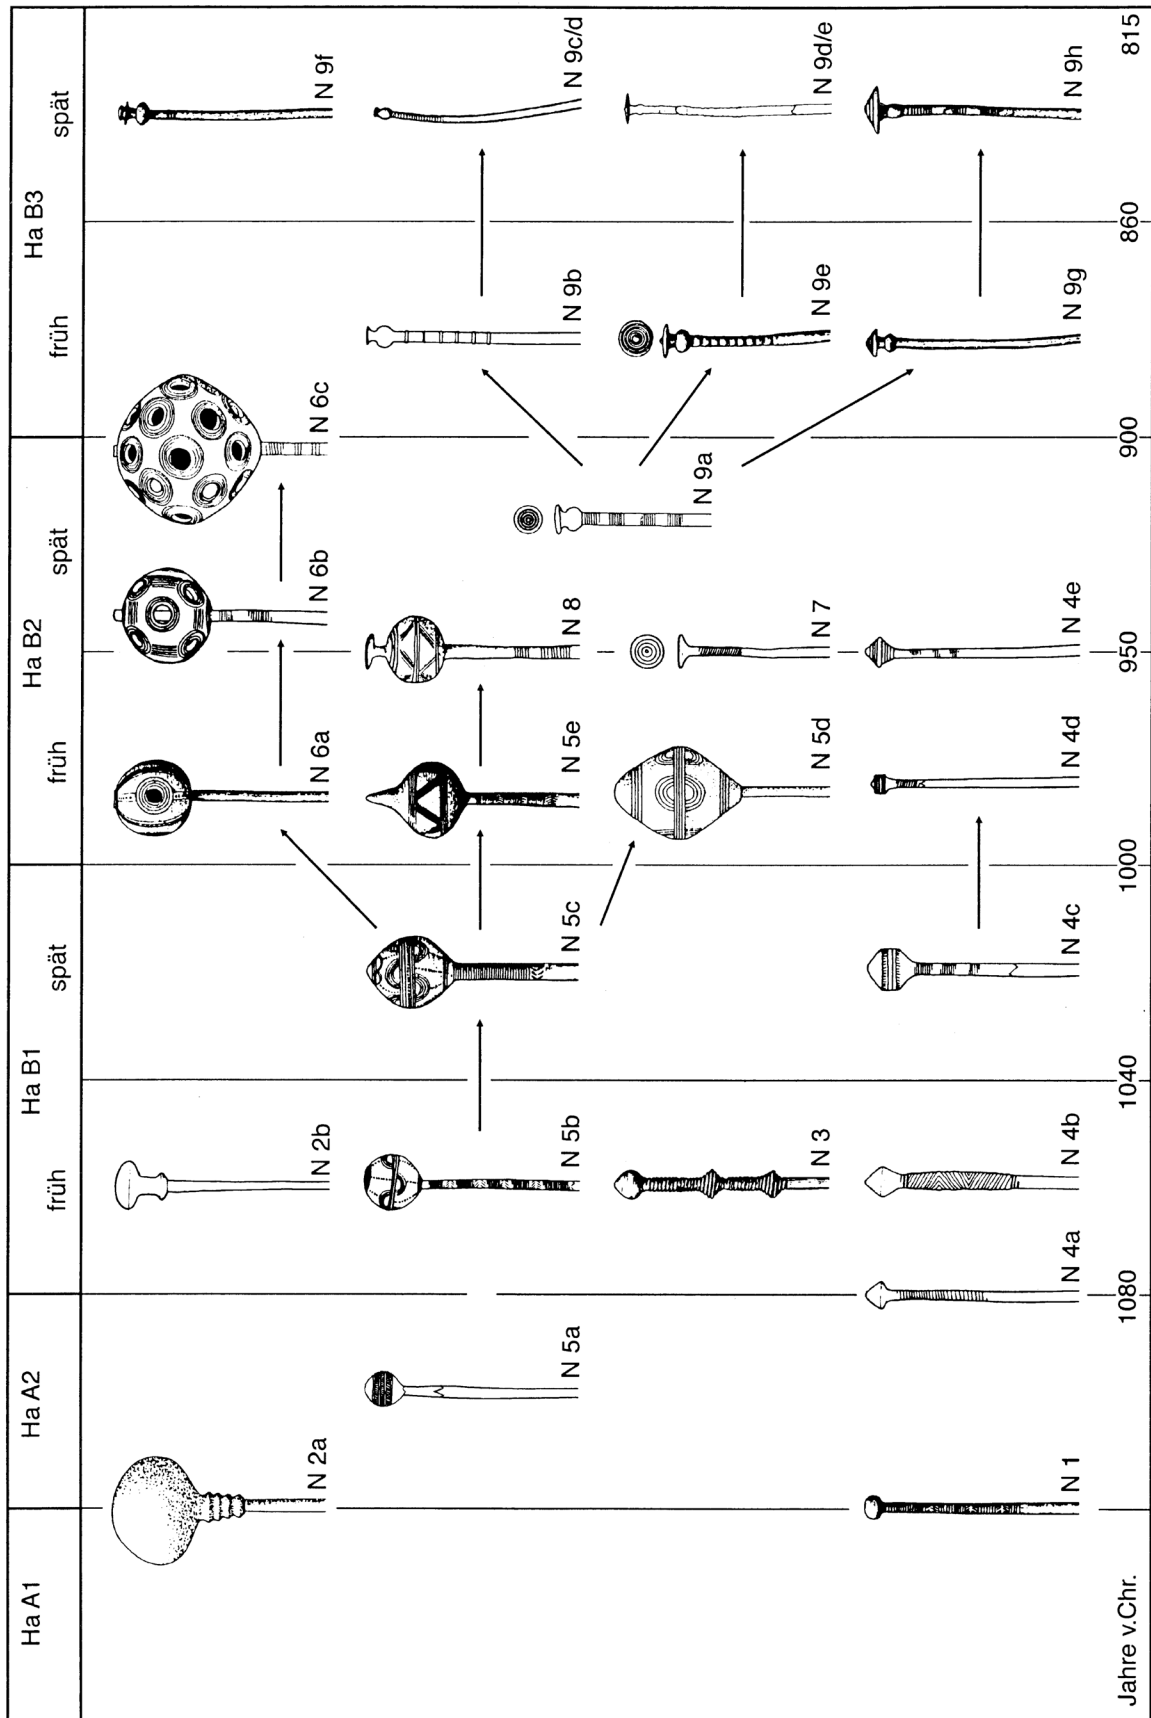 Ha A1
Ha A2
Ha B1
Ha B2
Ha B3
früh
spät
früh
spät
früh
spät
N 2a
N 2b
N 6a
N 6b
N 6c
N 9f
N 5a
N 5b
N 5c
N 5e
N 8
N 9b
N 9c/d
N 9a
N 3
N 5d
N 7
N 9e
N 9d/e
N 1
N 4a
N 4b
N 4c
N 4d
N 4e
N 9g
N 9h
Jahre v.Chr.
1080
1040
1000
950
900
860
815